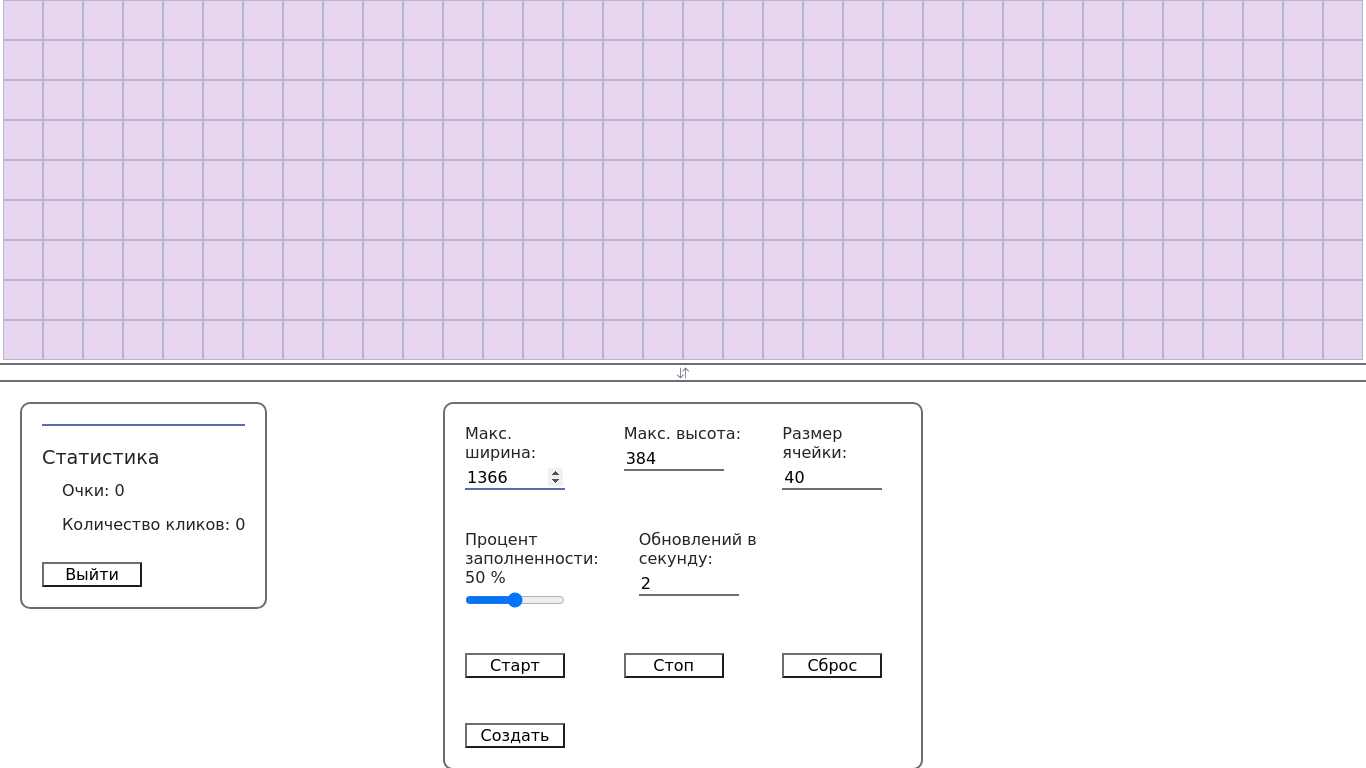 Статистика
Очки: 0
Количество кликов: 0
Выйти
Макс.
ширина:
1366
Макс. высота:
384
Размер
ячейки:
40
Процент
заполненности:
50 %
Обновлений в
секунду:
2
Старт
Стоп
Сброс
Создать